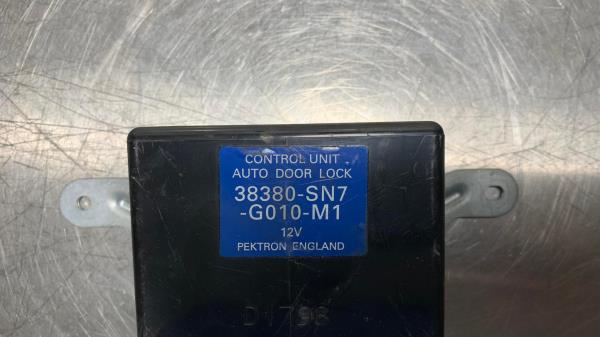 CONTROL UNIT
AUTO DOOR LOCK
38380-SN7
-G010-M1
12V
PEKTRON ENGLAND